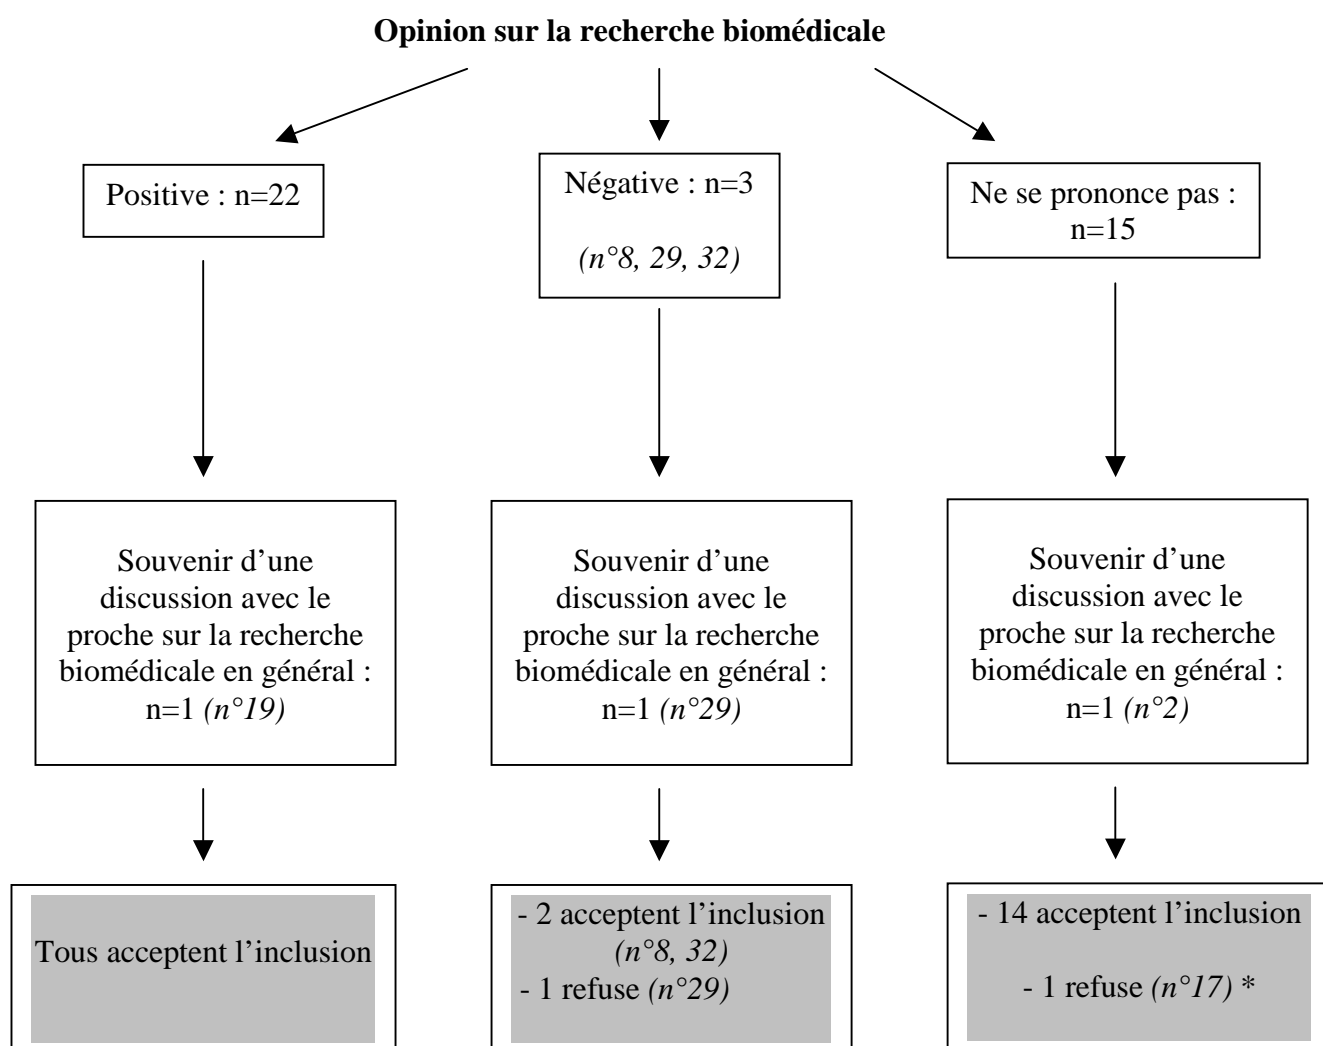 Opinion sur la recherche biomédicale
Positive : n=22
Négative : n=3
(n°8, 29, 32)
Ne se prononce pas :
n=15
Souvenir d’une
discussion avec le
proche sur la recherche
biomédicale en général :
n=1 (n°19)
Souvenir d’une
discussion avec le
proche sur la recherche
biomédicale en général :
n=1 (n°29)
Souvenir d’une
discussion avec le
proche sur la recherche
biomédicale en général :
n=1 (n°2)
Tous acceptent l’inclusion
- 2 acceptent l’inclusion
(n°8, 32)
- 1 refuse (n°29)
- 14 acceptent l’inclusion
- 1 refuse (n°17) *